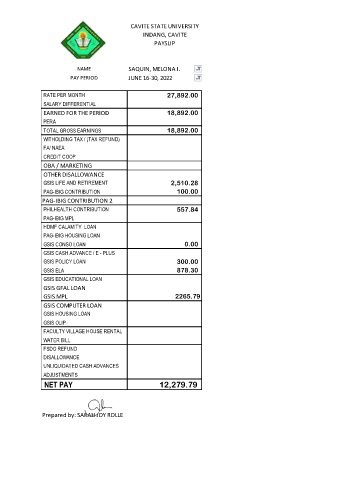 CAVITE STATE UNIVERSITY
INDANG, CAVITE
PAYSLIP
NAME SAQUIN, MELONA I.
PAY PERIOD JUNE 16-30, 2022
RATE PER MONTH 27,892.00
SALARY DIFFERENTIAL
EARNED FOR THE PERIOD 18,892.00
PERA
TOTAL GROSS EARNINGS 18,892.00
WITHOLDING TAX / (TAX REFUND)
FA/NAEA
CREDIT COOP
OBA / MARKETING
OTHER DISALLOWANCE
GSIS LIFE AND RETIREMENT 2,510.28
PAG-IBIG CONTRIBUTION 100.00
PAG-IBIG CONTRIBUTION 2
PHILHEALTH CONTRIBUTION 557.84
PAG-IBIG MPL
HDMF CALAMITY LOAN
PAG-IBIG HOUSING LOAN
GSIS CONSO LOAN 0.00
GSIS CASH ADVANCE / E - PLUS
GSIS POLICY LOAN 300.00
GSIS ELA 878.30
GSIS EDUCATIONAL LOAN
GSIS GFAL LOAN
GSIS MPL 2265.79
GSIS COMPUTER LOAN
GSIS HOUSING LOAN
GSIS OLIP
FACULTY VILLAGE HOUSE RENTAL
WATER BILL
FSDO REFUND
DISALLOWANCE
UNLIQUIDATED CASH ADVANCES
ADJUSTMENTS
NET PAY 12,279.79
Prepared by: SARAH JOY ROLLE